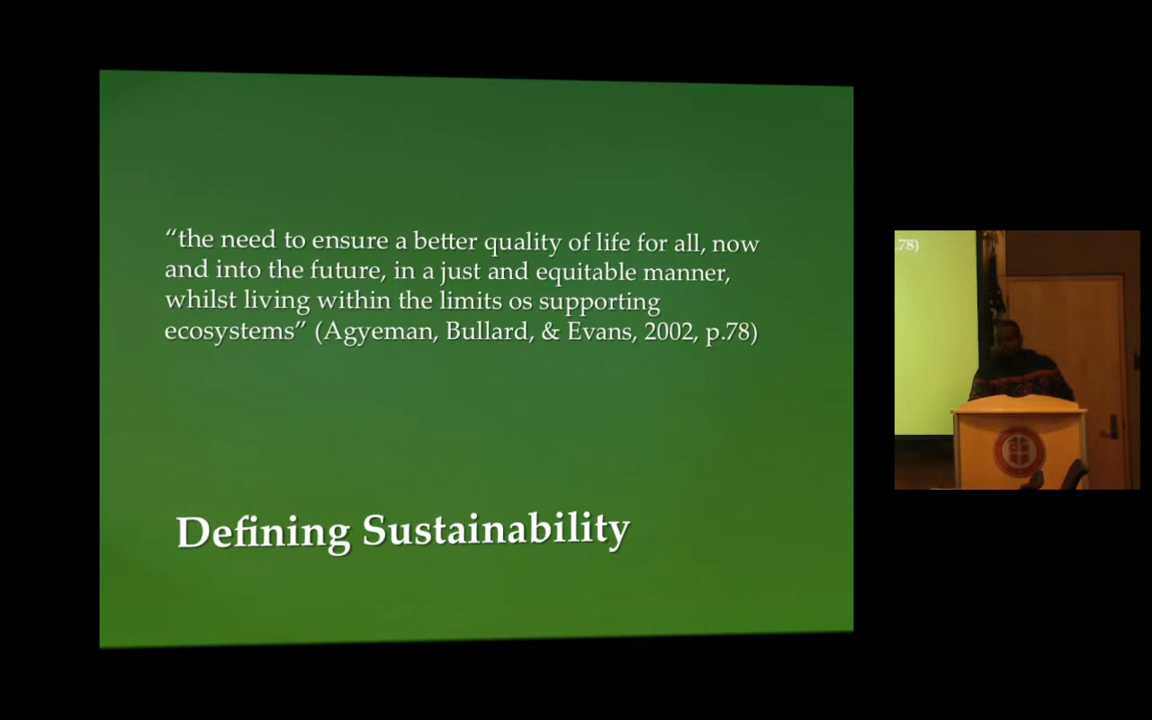 “the need to ensure a better quality of life for all, now
and into the future, in a just and equitable manner,
whilst living within the limits os supporting
ecosystems” (Agyeman, Bullard, & Evans, 2002, p.78)
Defining Sustainability
.78)